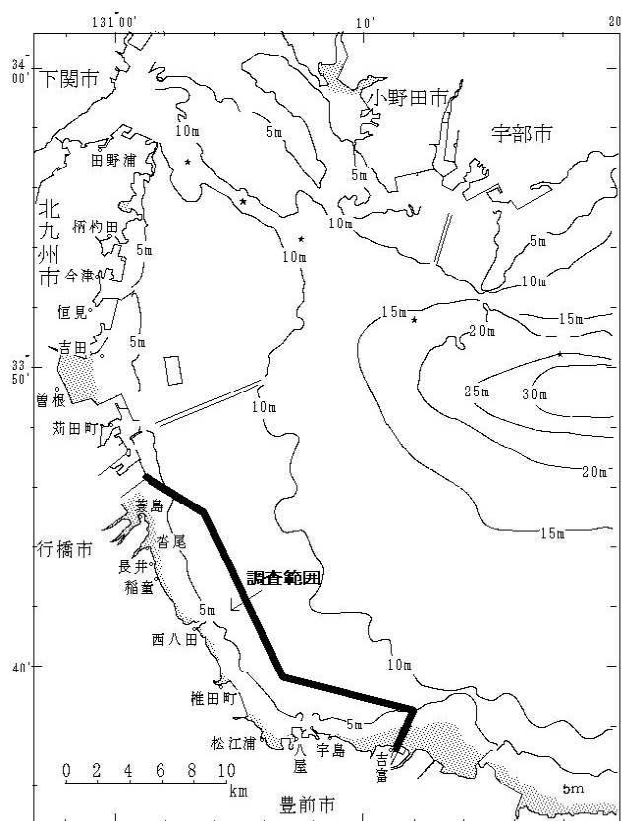 131°00′
10′
20
34°
00′
下関市
小野田市
宇部市
10m
5m
5m
田野浦
北九州市
柄杓田
10m
5m
5m
10m
10m
今津
恒見
15m
15m
20m
5m
吉田
33°
50′
25m
30m
曽根
10m
苅田町
20m
15m
蓑島
行橋市
沓尾
長井
稲童
調査範囲
5m
西八田
40′
10m
椎田町
5m
松江浦
八屋
宇島
吉富
0 2 4 6 8 10
km
5m
豊前市